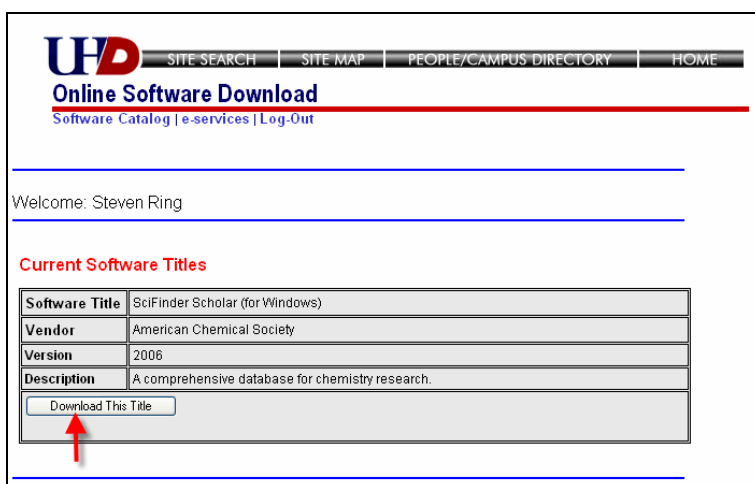 UHD SITE SEARCH SITE MAP PEOPLE/CAMPUS DIRECTORY HOME
Online Software Download
Software Catalog | e-services | Log-Out
Welcome: Steven Ring
Current Software Titles
Software Title SciFinder Scholar (for Windows)
Vendor American Chemical Society
Version 2006
Description A comprehensive database for chemistry research.
Download This Title